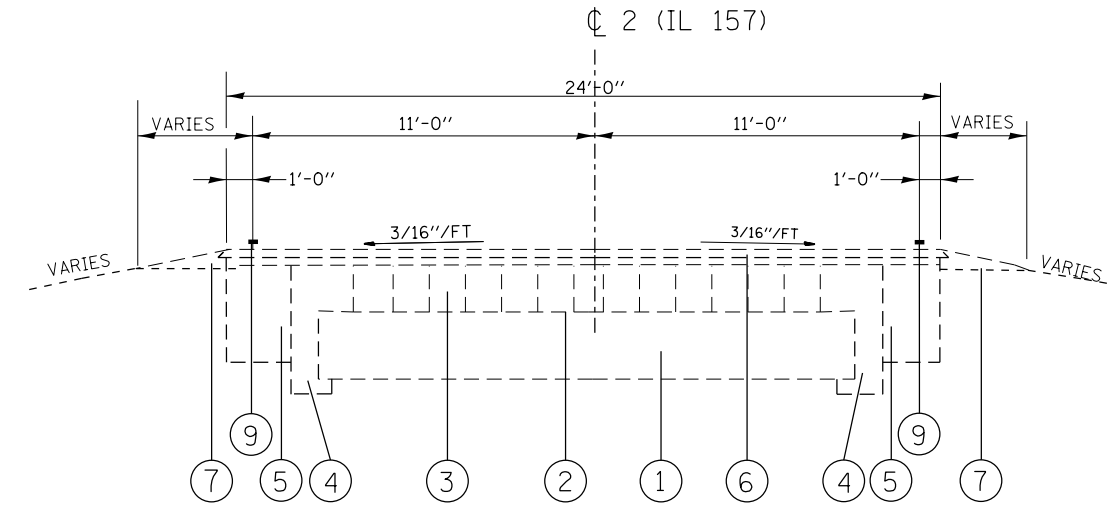 ℄ 2 (IL 157)
24'-0''
VARIES
11'-0''
11'-0''
VARIES
1'-0''
1'-0''
3/16''/FT
3/16''/FT
VARIES
VARIES
9
9
7
5
4
3
2
1
6
4
5
7